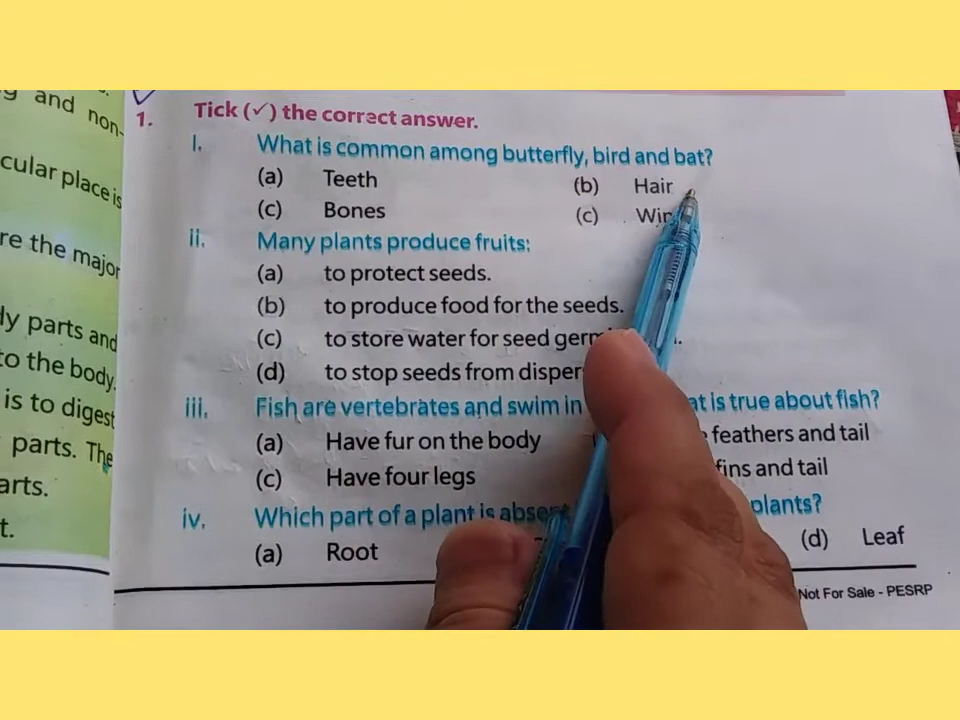 and non-
cular place is
re the major
ly parts and
to the body.
is to digest
parts. The
arts.
t.
1. Tick (✓) the correct answer.
I. What is common among butterfly, bird and bat?
(a) Teeth (b) Hair
(c) Bones (c)
ii. Many plants produce fruits:
(a) to protect seeds.
(b) to produce food for the seeds.
(c) to store water for seed
(d) to stop seeds from
iii. Fish are vertebrates and swim in at is true about fish?
(a) Have fur on the body feathers and tail
(c) Have four legs fins and tail
iv. Which part of a plant is absent plants?
(a) Root (d) Leaf
Not For Sale - PESRP